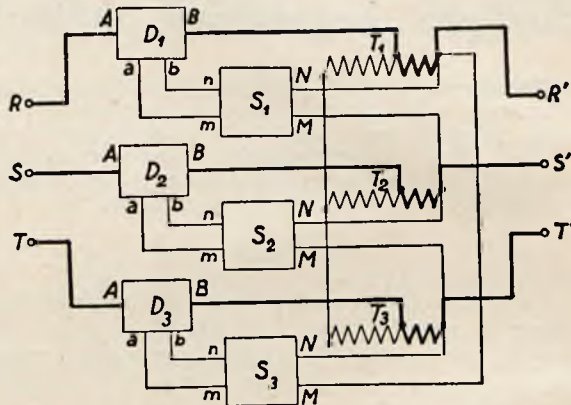 A D₁ B T₁
a b n N
R S₁ R'
m M
A B
S D₂ T₂ S'
a b n N
T S₂ T'
m M
A B
D₃ T₃
a b n N
S₃
m M